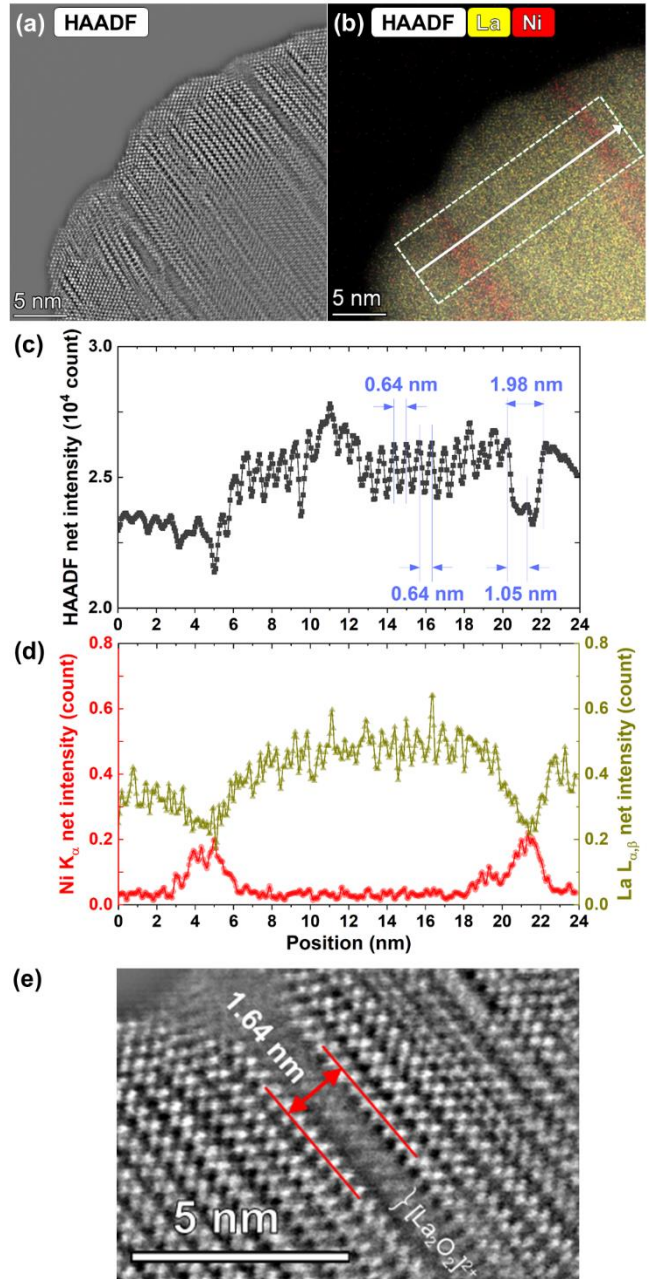 (a) HAADF
5 nm
(b) HAADF La Ni
5 nm
(c)
3.0
2.5
2.0
HAADF net intensity (10⁴ count)
0.64 nm
1.98 nm
0.64 nm
1.05 nm
0 2 4 6 8 10 12 14 16 18 20 22 24
(d)
0.8
0.6
0.4
0.2
0.0
Ni Kα net intensity (count)
0.8
0.6
0.4
0.2
0.0
La Lα,β net intensity (count)
0 2 4 6 8 10 12 14 16 18 20 22 24
Position (nm)
(e)
1.64 nm
}[La₂O₂]²⁺
5 nm